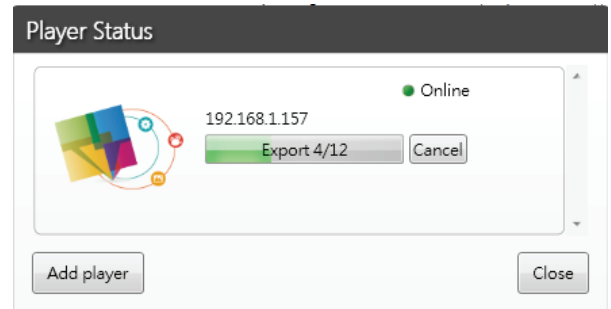 Player Status
Online
192.168.1.157
Export 4/12 Cancel
Add player Close